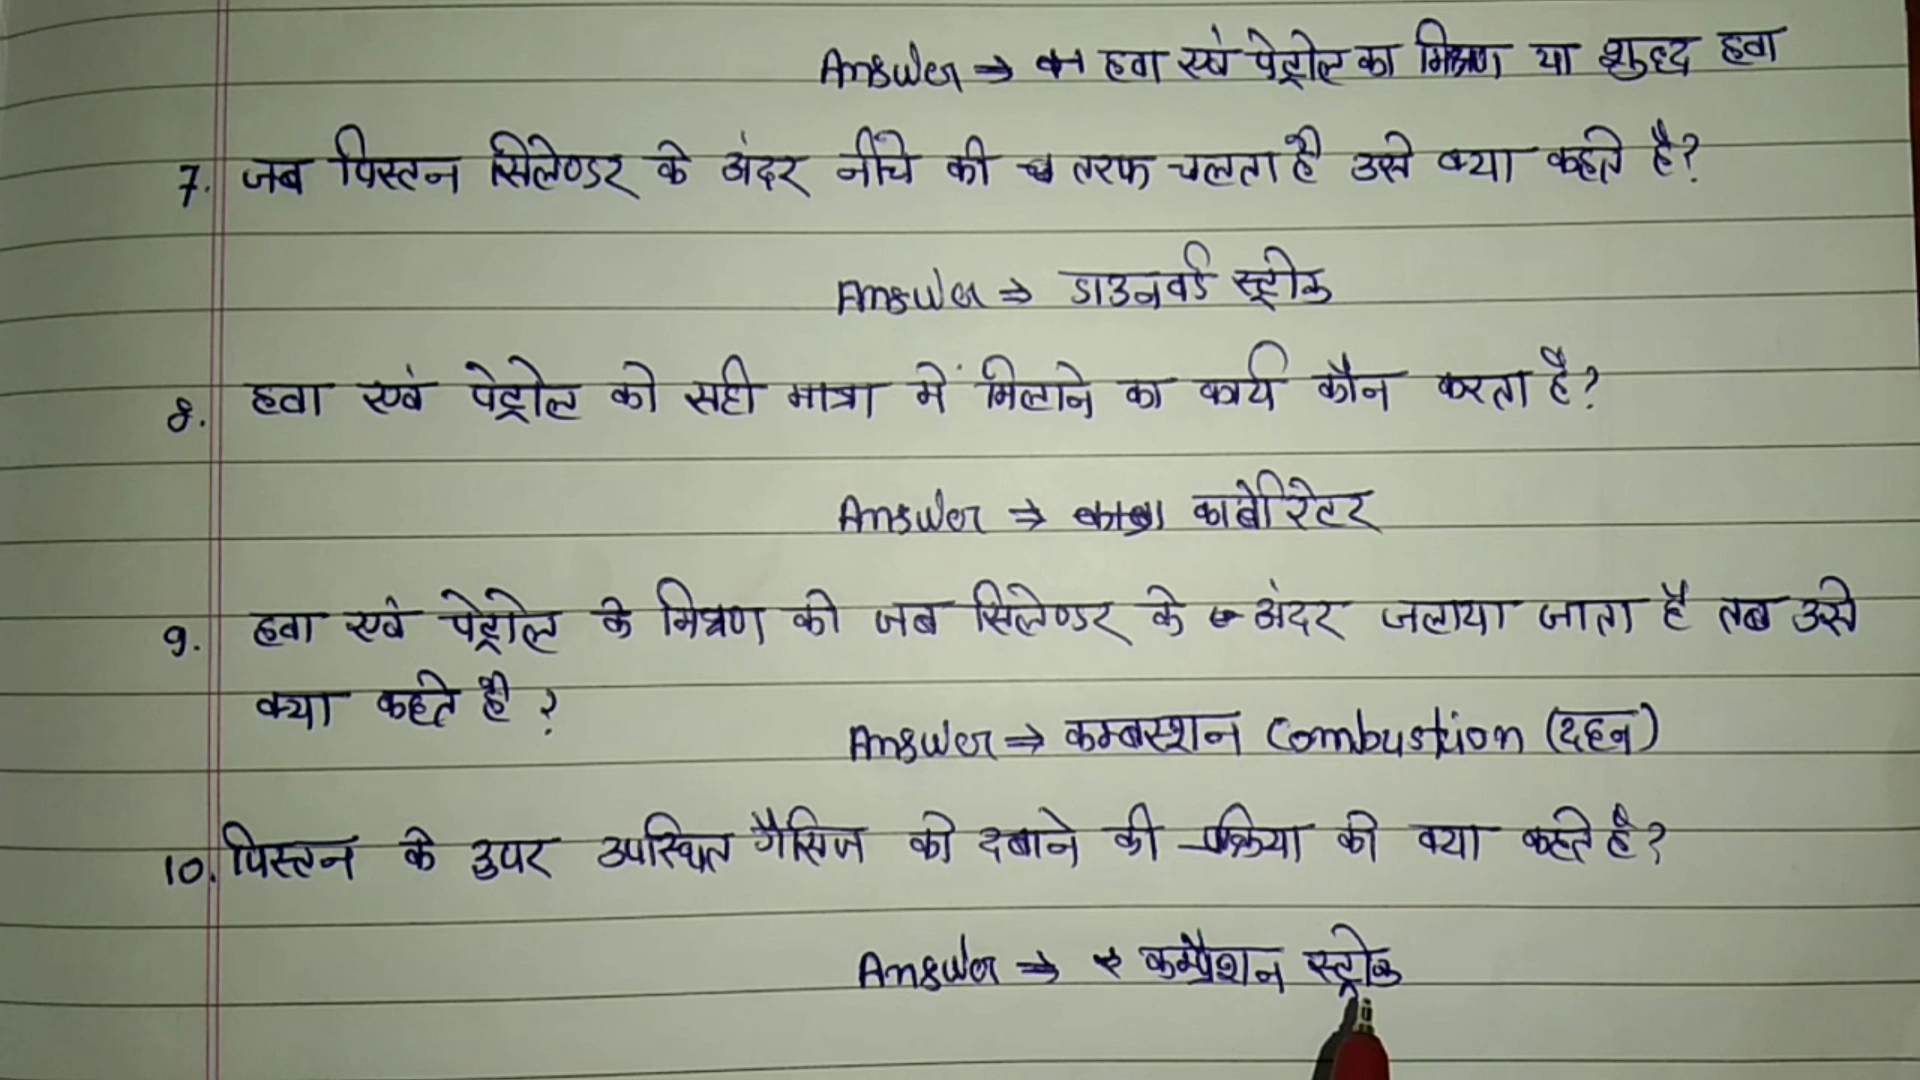 Answer → हवा एवं पेट्रोल का मिश्रण या शुद्ध हवा
7. जब पिस्टन सिलेण्डर के अंदर नीचे की तरफ चलता है उसे क्या कहते है?
Answer → डाउनवर्ड स्ट्रोक
8. हवा एवं पेट्रोल को सही मात्रा में मिलाने का कार्य कौन करता है?
Answer → कार्बोरेटर
9. हवा एवं पेट्रोल के मिश्रण को जब सिलेण्डर के अंदर जलाया जाता है तब उसे
क्या कहते है?
Answer → कम्बस्शन Combustion (दहन)
10. पिस्टन के उपर उपस्थित गैसिज को दबाने की प्रक्रिया को क्या कहते है?
Answer → कम्प्रैशन स्ट्रोक